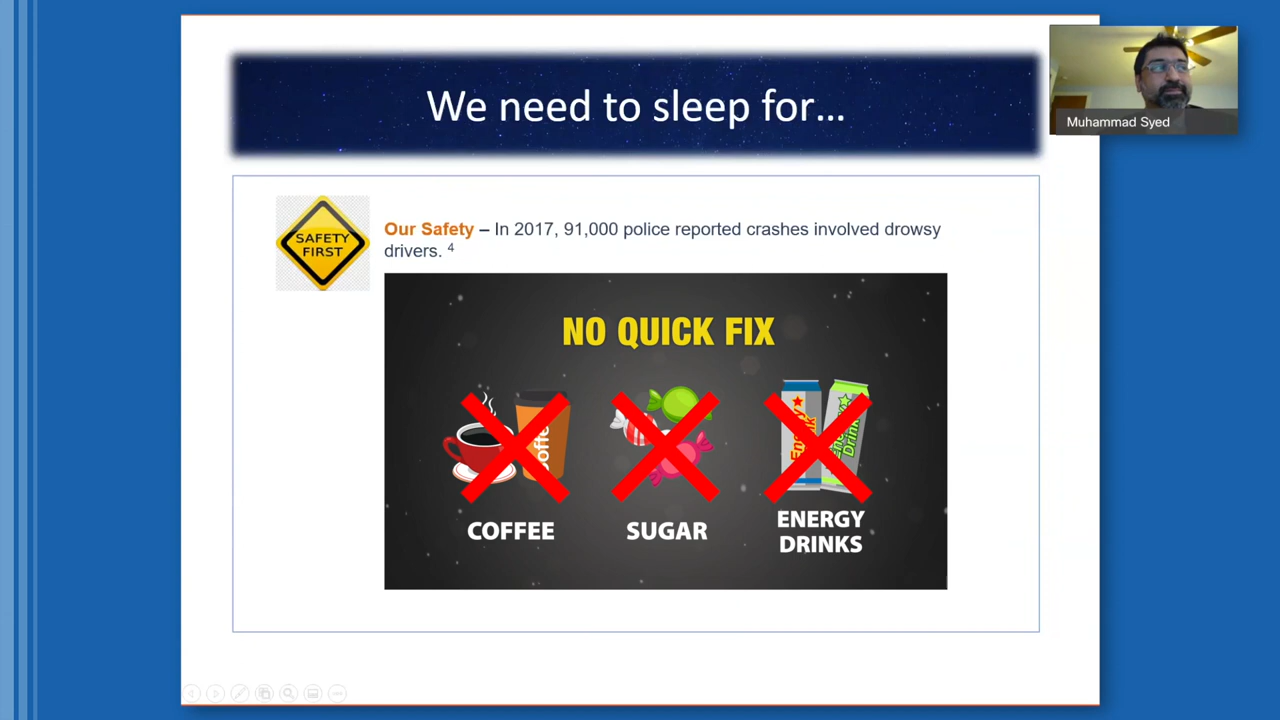 We need to sleep for...
Muhammad Syed
SAFETY
FIRST
Our Safety – In 2017, 91,000 police reported crashes involved drowsy
drivers. 4
NO QUICK FIX
COFFEE
SUGAR
ENERGY
DRINKS